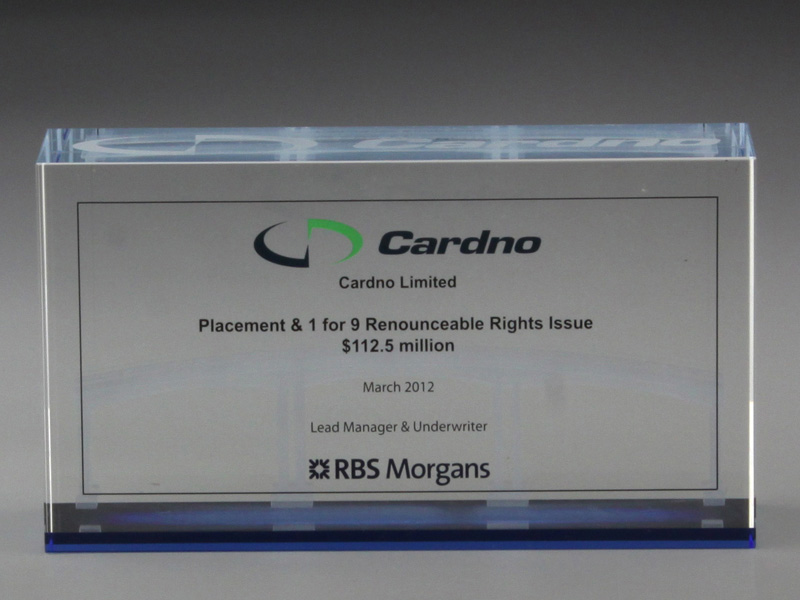 Cardno
Cardno Limited
Placement & 1 for 9 Renounceable Rights Issue
$112.5 million
March 2012
Lead Manager & Underwriter
RBS Morgans